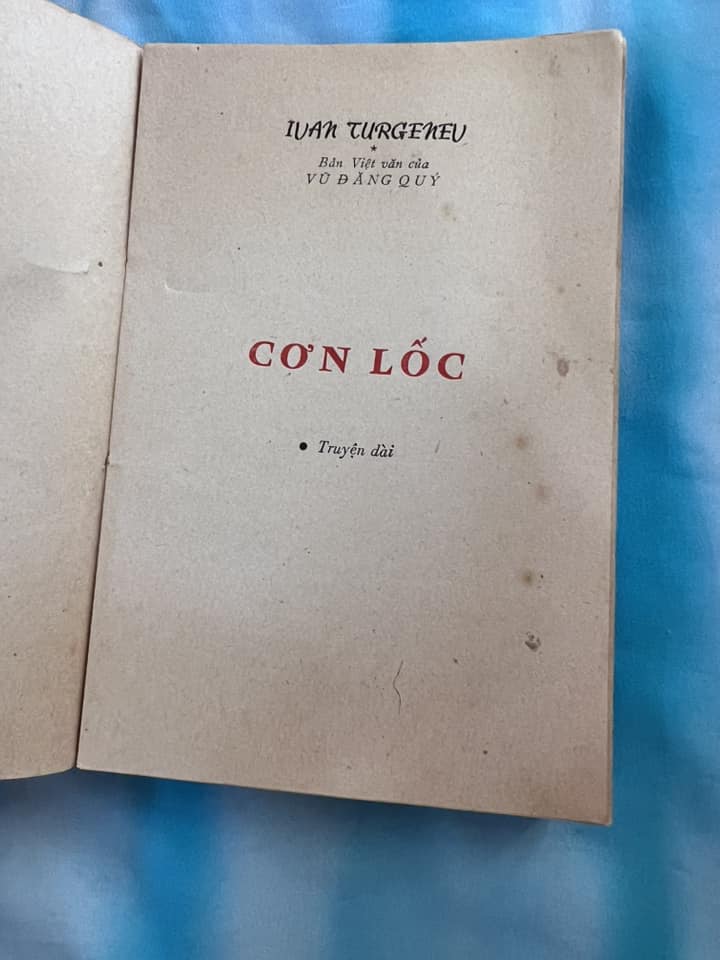 IVAN TURGENEV
*
Bản Việt văn của
VŨ ĐĂNG QUÝ
CƠN LỐC
● Truyện dài